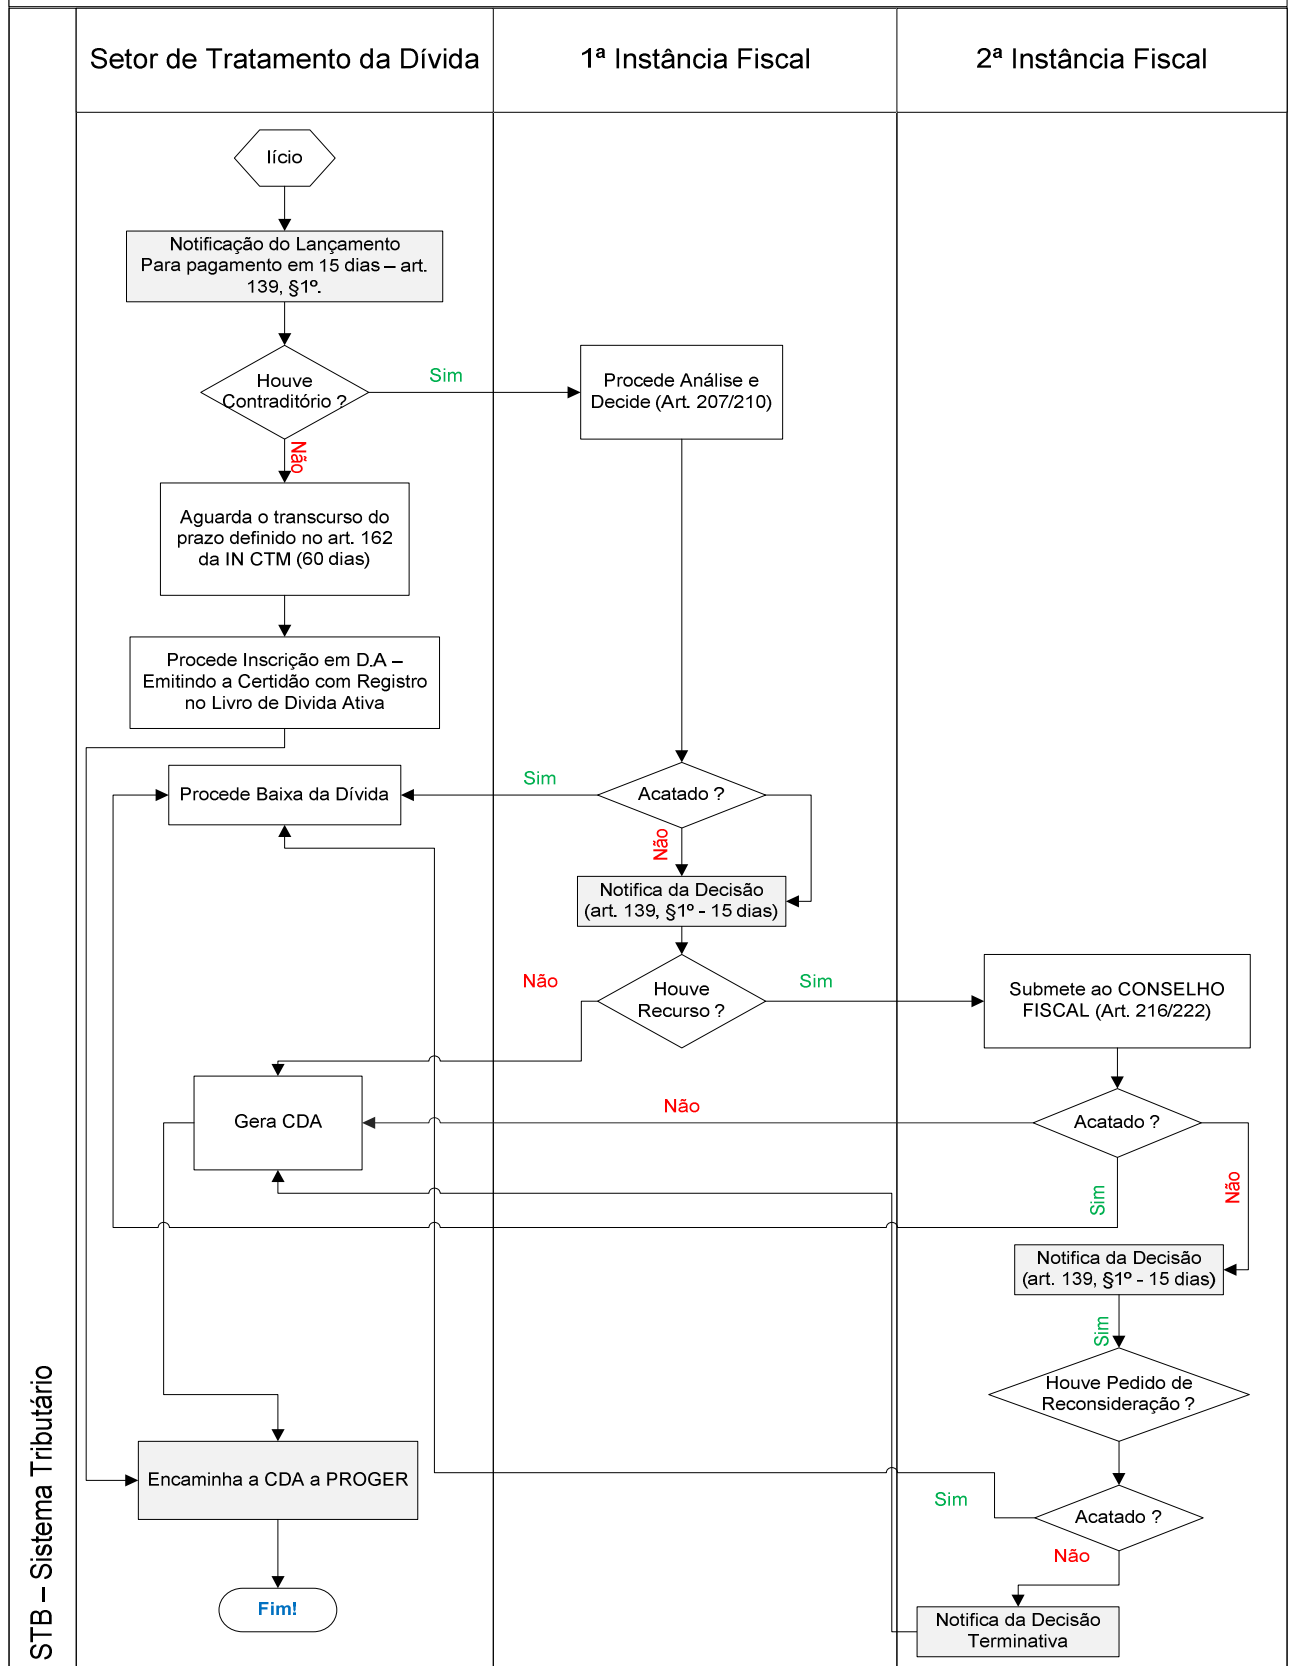 Setor de Tratamento da Dívida
1ª Instância Fiscal
2ª Instância Fiscal
Iício
Notificação do Lançamento
Para pagamento em 15 dias – art.
139, §1º.
Houve
Contraditório ?
Sim
Procede Análise e
Decide (Art. 207/210)
Não
Aguarda o transcurso do
prazo definido no art. 162
da IN CTM (60 dias)
Procede Inscrição em D.A –
Emitindo a Certidão com Registro
no Livro de Divida Ativa
Procede Baixa da Dívida
Sim
Acatado ?
Não
Notifica da Decisão
(art. 139, §1º - 15 dias)
Não
Houve
Recurso ?
Sim
Submete ao CONSELHO
FISCAL (Art. 216/222)
Gera CDA
Não
Acatado ?
Sim
Não
Notifica da Decisão
(art. 139, §1º - 15 dias)
Sim
Houve Pedido de
Reconsideração ?
Encaminha a CDA a PROGER
Sim
Acatado ?
Não
Fim!
Notifica da Decisão
Terminativa
STB – Sistema Tributário